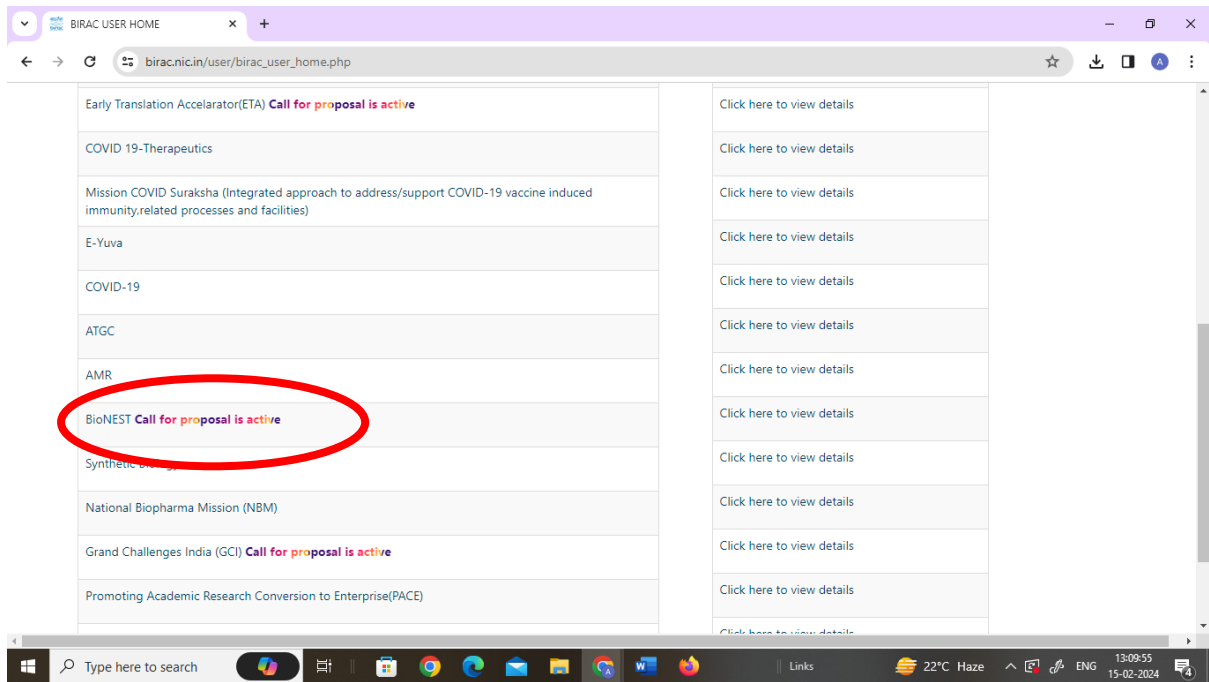 BIRAC USER HOME
birac.nic.in/user/birac_user_home.php
A
Early Translation Accelarator(ETA) Call for proposal is active
Click here to view details
COVID 19-Therapeutics
Click here to view details
Mission COVID Suraksha (Integrated approach to address/support COVID-19 vaccine induced
immunity,related processes and facilities)
Click here to view details
E-Yuva
Click here to view details
COVID-19
Click here to view details
ATGC
Click here to view details
AMR
Click here to view details
BioNEST Call for proposal is active
Click here to view details
Synthetic
Click here to view details
National Biopharma Mission (NBM)
Click here to view details
Grand Challenges India (GCI) Call for proposal is active
Click here to view details
Promoting Academic Research Conversion to Enterprise(PACE)
Click here to view details
Click here to view details
Type here to search
Links
22°C Haze
ENG
13:09:55
15-02-2024
4